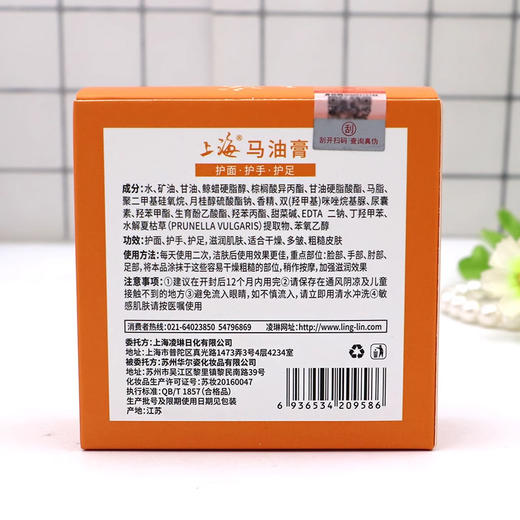 刮
刮开扫码 查询真伪
上海® 马油膏
护面·护手·护足
成分:水、矿油、甘油、鲸蜡硬脂醇、棕榈酸异丙酯、甘油硬脂酸酯、马脂、
聚二甲基硅氧烷、月桂醇硫酸酯钠、香精、双(羟甲基)咪唑烷基脲、尿囊
素、羟苯甲酯、生育酚乙酸酯、羟苯丙酯、甜菜碱、EDTA 二钠、丁羟甲苯、
水解夏枯草(PRUNELLA VULGARIS)提取物、苯氧乙醇
功效:护面、护手、护足,滋润肌肤、适合干燥、多皱、粗糙皮肤
使用方法:每天使用二次,洁肤后使用效果更佳,重点部位:脸部、手部、肘部、
足部,将本品涂抹于这些容易干燥粗糙的部位,稍作按摩,加强滋润效果
注意事项:①建议在开封后12个月内用完②请保存在通风阴凉及儿童
接触不到的地方③避免流入眼睛,如不慎流入,请立即用清水冲洗④敏
感肌肤请按医嘱使用
消费者热线:021-64023850 54796869 凌琳网址:http://www.ling-lin.com
委托方:上海凌琳日化有限公司
地址:上海市普陀区真光路1473弄3号4层4234室
被委托方:苏州华尔姿化妆品有限公司
地址:苏州市吴江区黎里镇黎民南路39号
化妆品生产许可证号:苏妆20160047
执行标准:QB/T 1857(合格品)
生产批号及限期使用日期见包装
产地:江苏
6 936534 209586